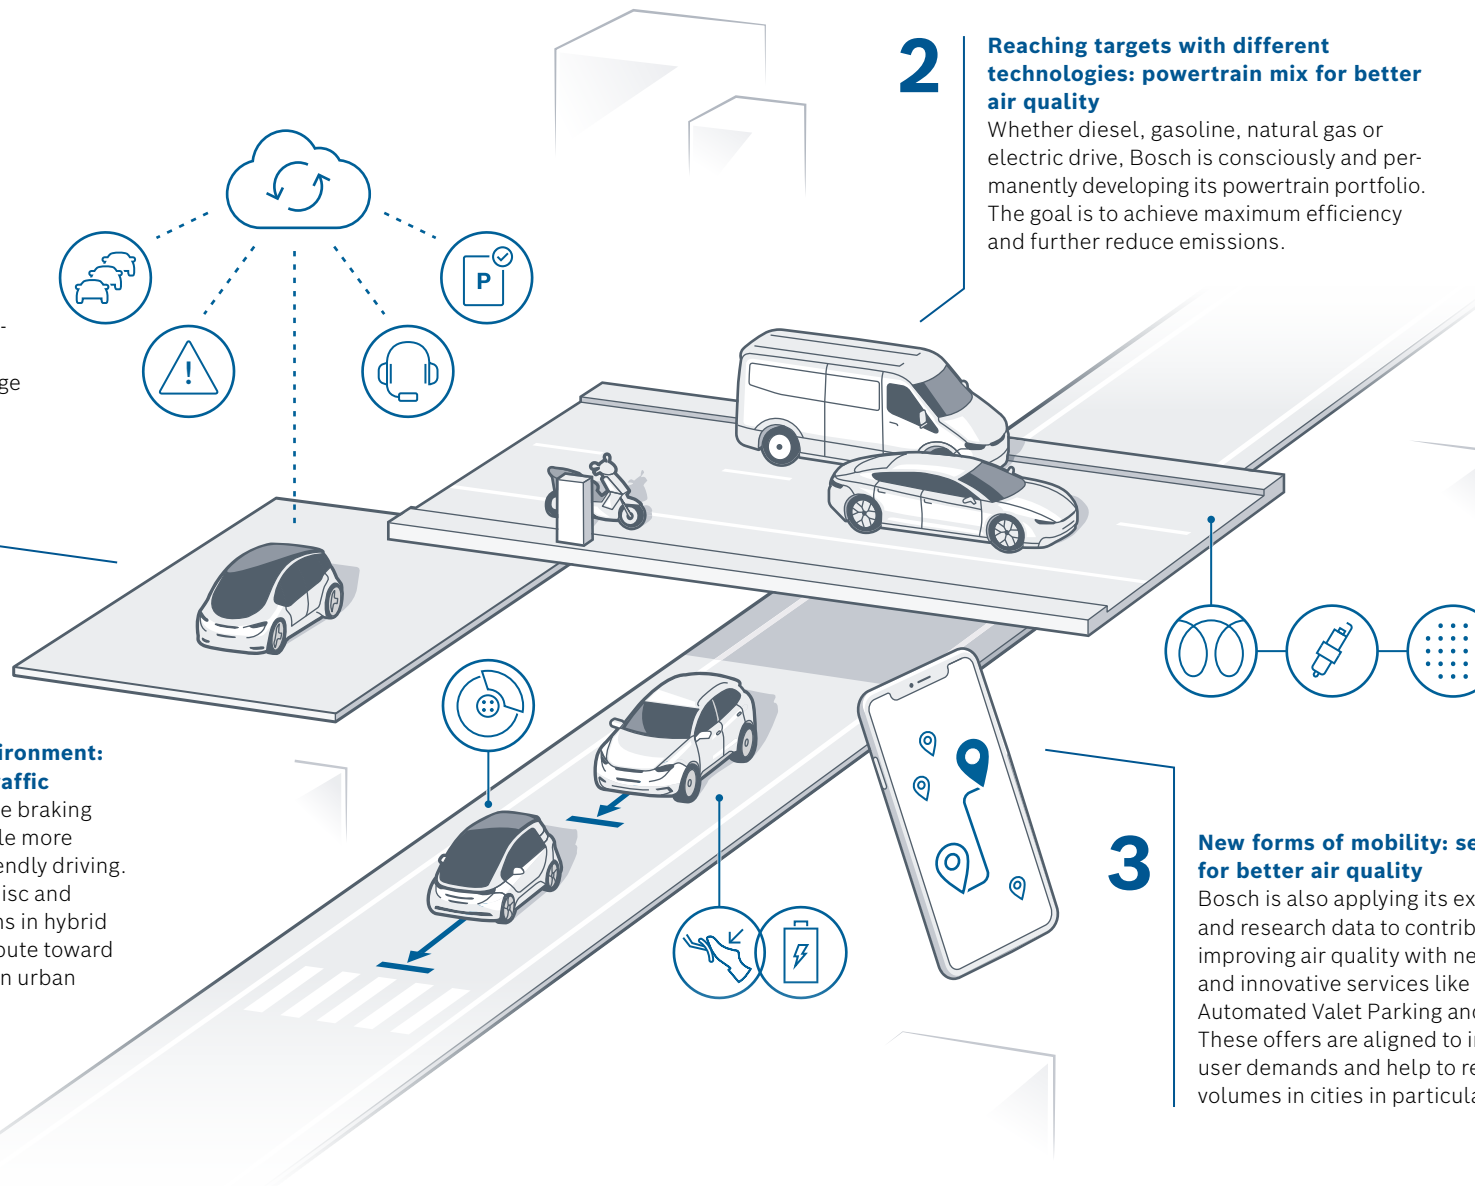 2
Reaching targets with different
technologies: powertrain mix for better
air quality
Whether diesel, gasoline, natural gas or
electric drive, Bosch is consciously and per-
manently developing its powertrain portfolio.
The goal is to achieve maximum efficiency
and further reduce emissions.
P
!
-
ge
ironment:
affic
e braking
le more
endly driving.
isc and
ns in hybrid
oute toward
n urban
3
New forms of mobility: se
for better air quality
Bosch is also applying its ex
and research data to contrib
improving air quality with ne
and innovative services like
Automated Valet Parking and
These offers are aligned to in
user demands and help to re
volumes in cities in particula